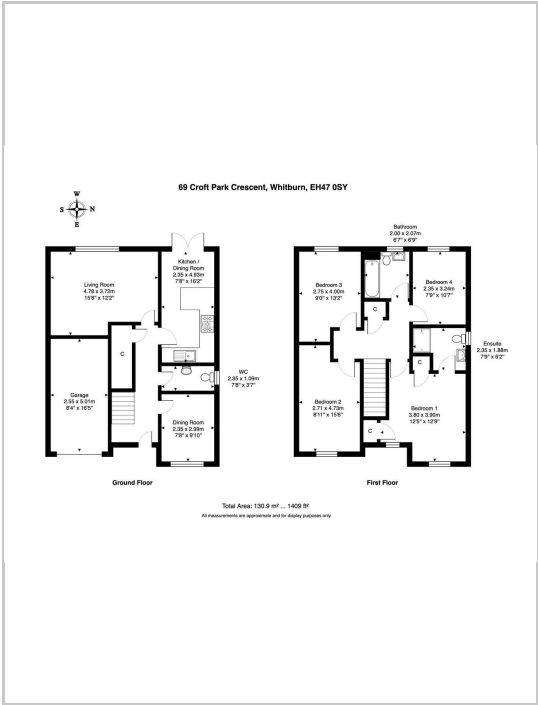 69 Croft Park Crescent, Whitburn, EH47 0SY
W
S N
E
Living Room
4.78 x 3.72m
15'8" x 12'2"
Kitchen /
Dining Room
2.35 x 4.93m
7'8" x 16'2"
C
Garage
2.55 x 5.01m
8'4" x 16'5"
WC
2.35 x 1.09m
7'8" x 3'7"
Dining Room
2.35 x 2.99m
7'8" x 9'10"
Ground Floor
Bathroom
2.00 x 2.07m
6'7" x 6'9"
Bedroom 3
2.75 x 4.00m
9'0" x 13'2"
Bedroom 4
2.35 x 3.24m
7'9" x 10'7"
C
Ensuite
2.35 x 1.88m
7'9" x 6'2"
C
Bedroom 2
2.71 x 4.73m
8'11" x 15'6"
Bedroom 1
3.80 x 3.90m
12'5" x 12'9"
C
First Floor
Total Area: 130.9 m² ... 1409 ft²
All measurements are approximate and for display purposes only